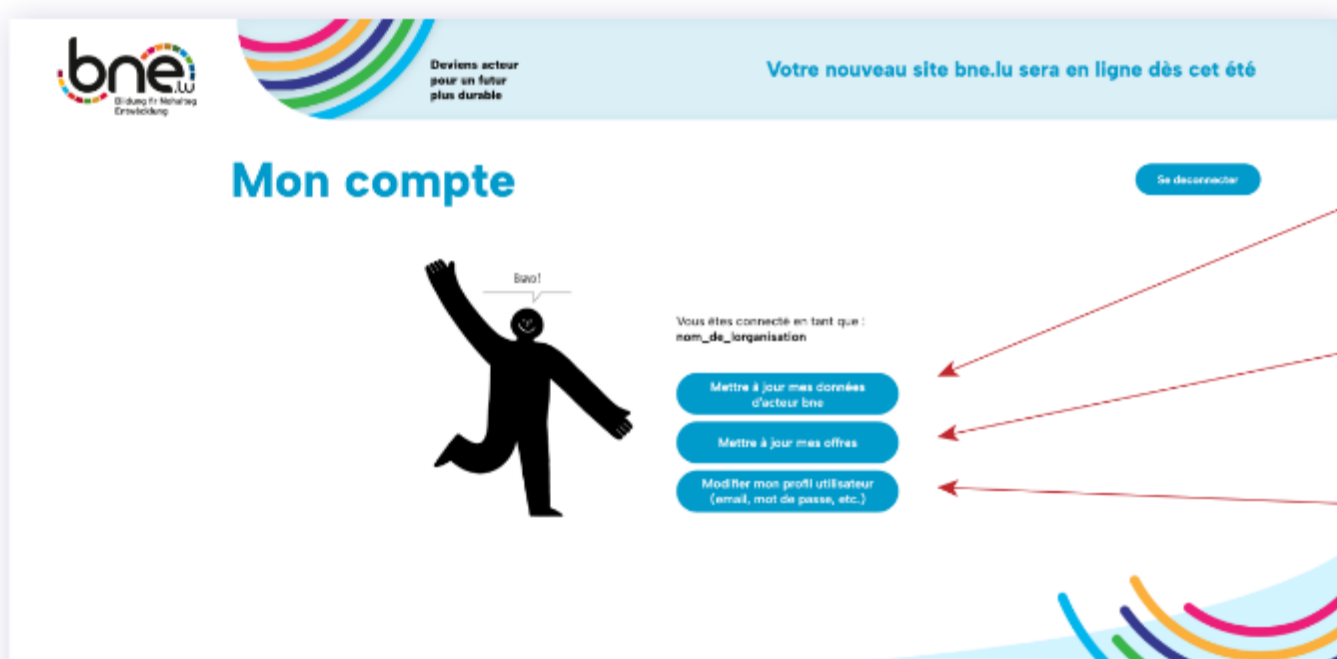 bne.lu
Bildung fir Nohalteg
Entwécklung
Deviens acteur
pour un futur
plus durable
Votre nouveau site bne.lu sera en ligne dès cet été
Mon compte
Se deconnecter
Bravo!
Vous êtes connecté en tant que :
nom_de_lorganisation
Mettre à jour mes données
d'acteur bne
Mettre à jour mes offres
Modifier mon profil utilisateur
(email, mot de passe, etc.)